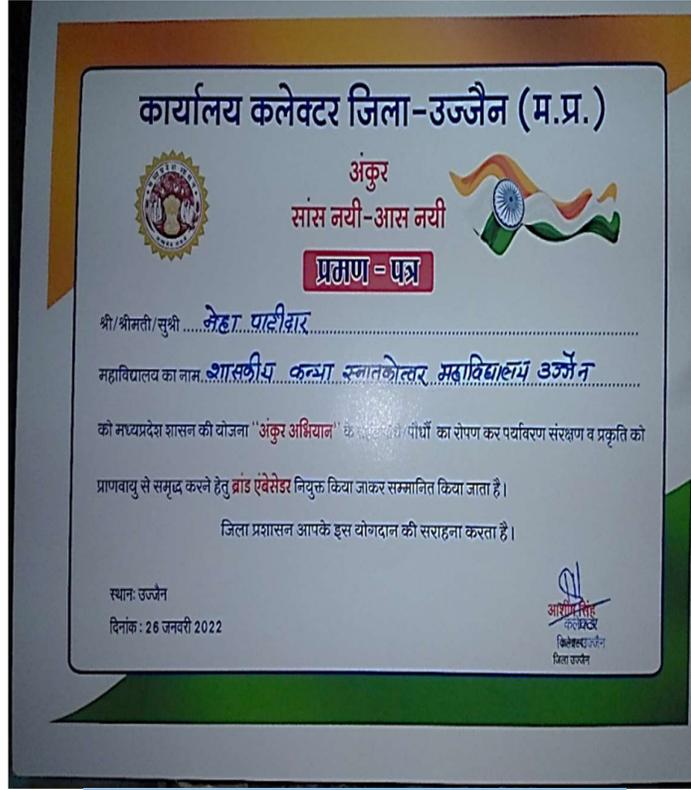 कार्यालय कलेक्टर जिला-उज्जैन (म.प्र.)
अंकुर
सांस नयी-आस नयी
प्रमाण - पत्र
श्री/श्रीमती/सुश्री ....नेहा पाटीदार
महाविद्यालय का नाम..शासकीय कन्या स्नातकोत्तर महाविद्यालय उज्जैन
को मध्यप्रदेश शासन की योजना "अंकुर अभियान" के पौधों का रोपण कर पर्यावरण संरक्षण व प्रकृति को
प्राणवायु से समृद्ध करने हेतु ब्रांड एंबेसेडर नियुक्त किया जाकर सम्मानित किया जाता है।
जिला प्रशासन आपके इस योगदान की सराहना करता है।
स्थान: उज्जैन
दिनांक : 26 जनवरी 2022
आशीष सिंह
कलेक्टर
जिला उज्जैन